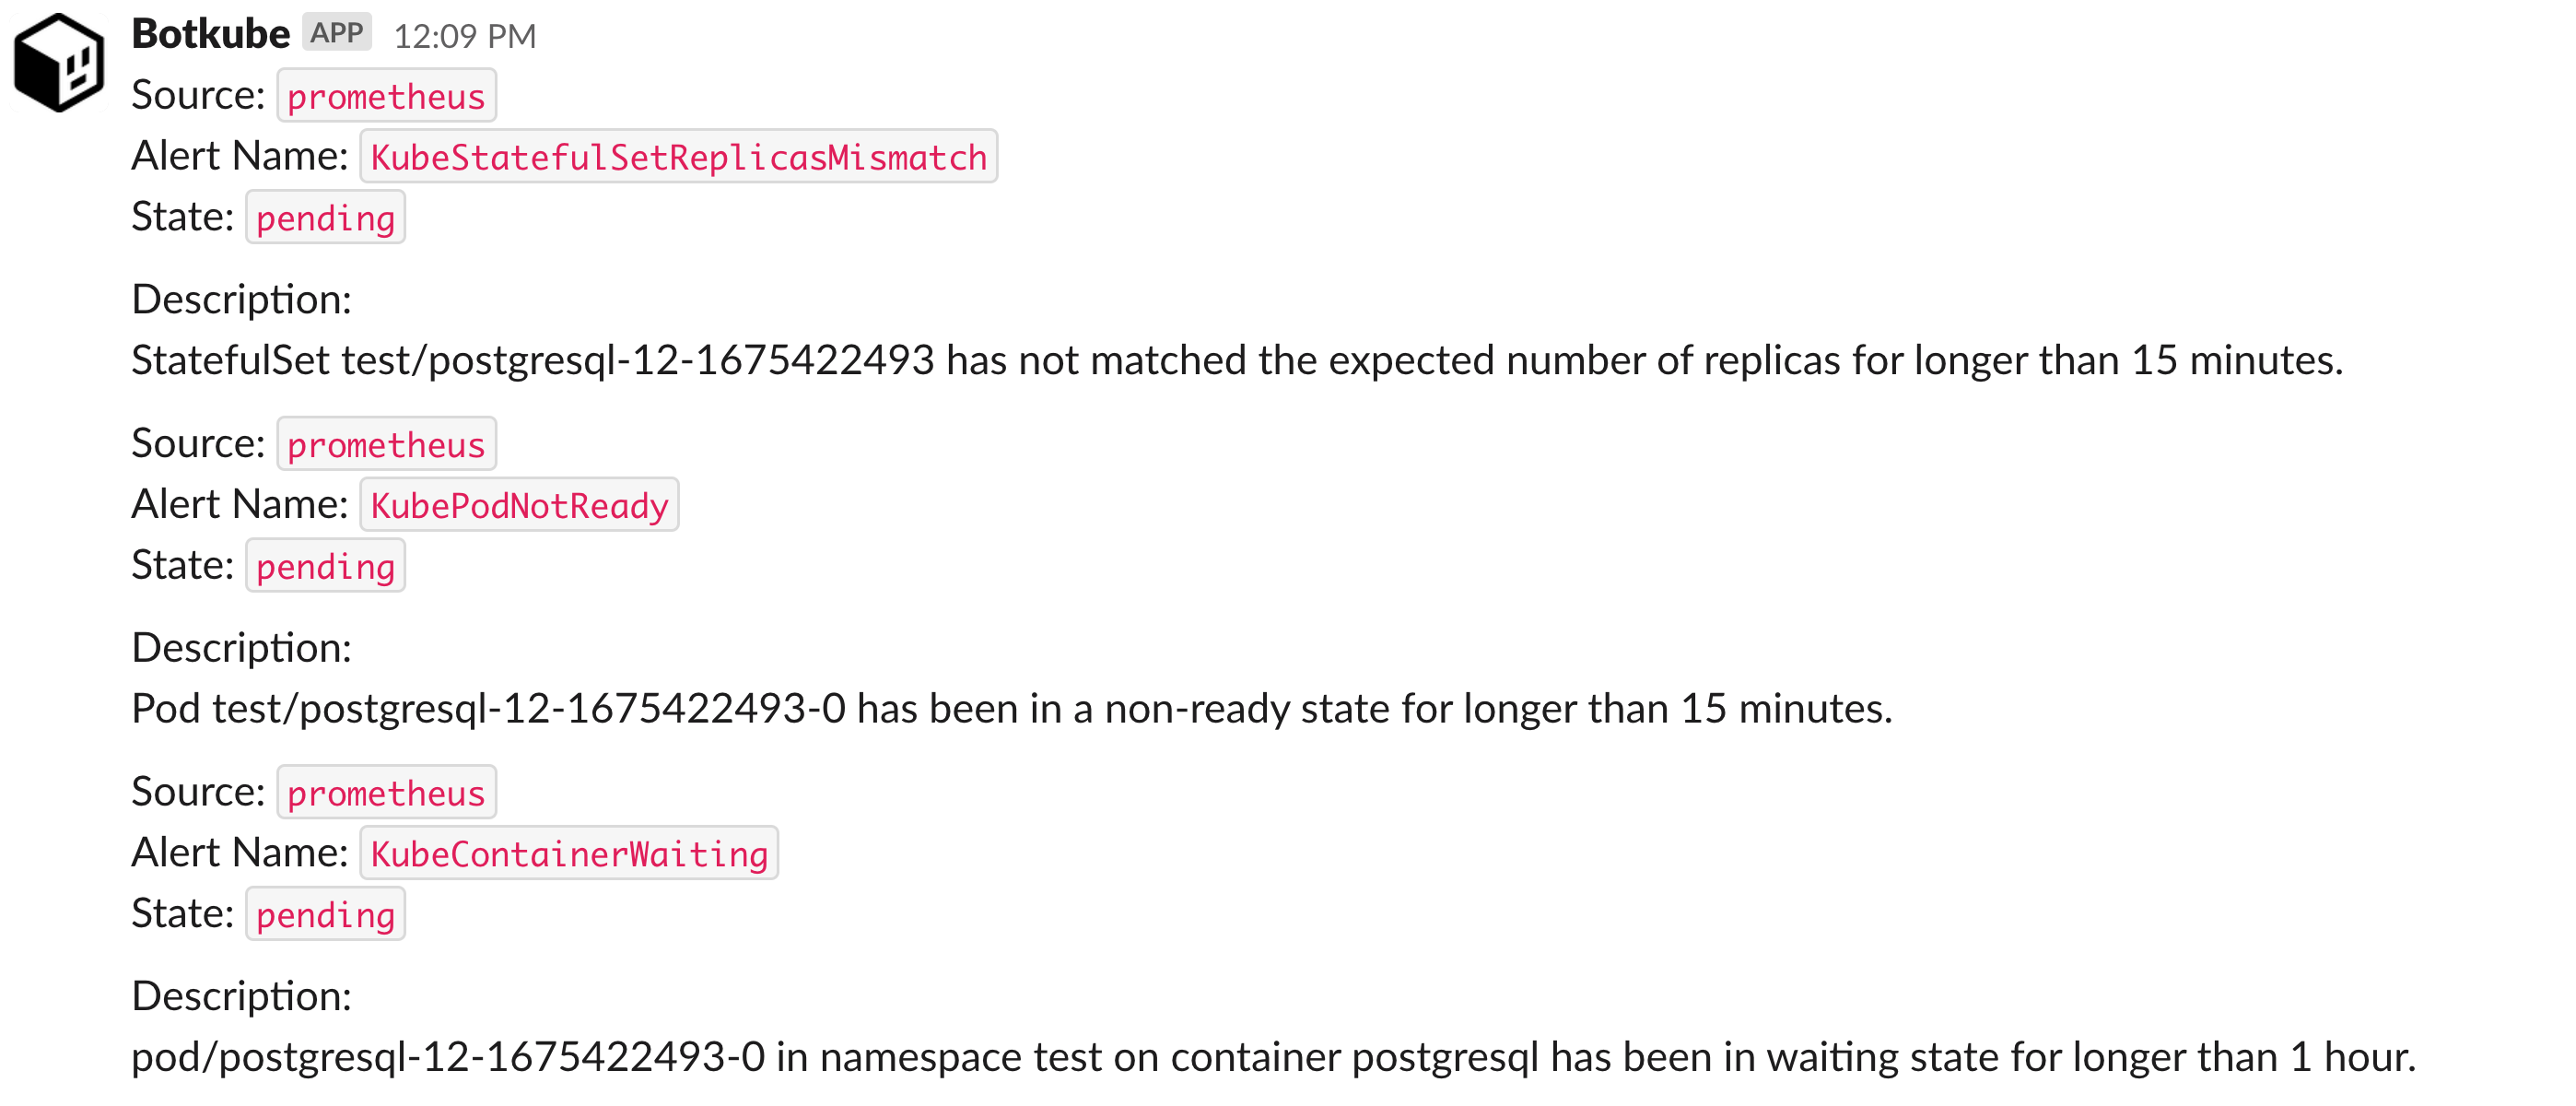 Botkube APP 12:09 PM
Source: prometheus
Alert Name: KubeStatefulSetReplicasMismatch
State: pending
Description:
StatefulSet test/postgresql-12-1675422493 has not matched the expected number of replicas for longer than 15 minutes.
Source: prometheus
Alert Name: KubePodNotReady
State: pending
Description:
Pod test/postgresql-12-1675422493-0 has been in a non-ready state for longer than 15 minutes.
Source: prometheus
Alert Name: KubeContainerWaiting
State: pending
Description:
pod/postgresql-12-1675422493-0 in namespace test on container postgresql has been in waiting state for longer than 1 hour.